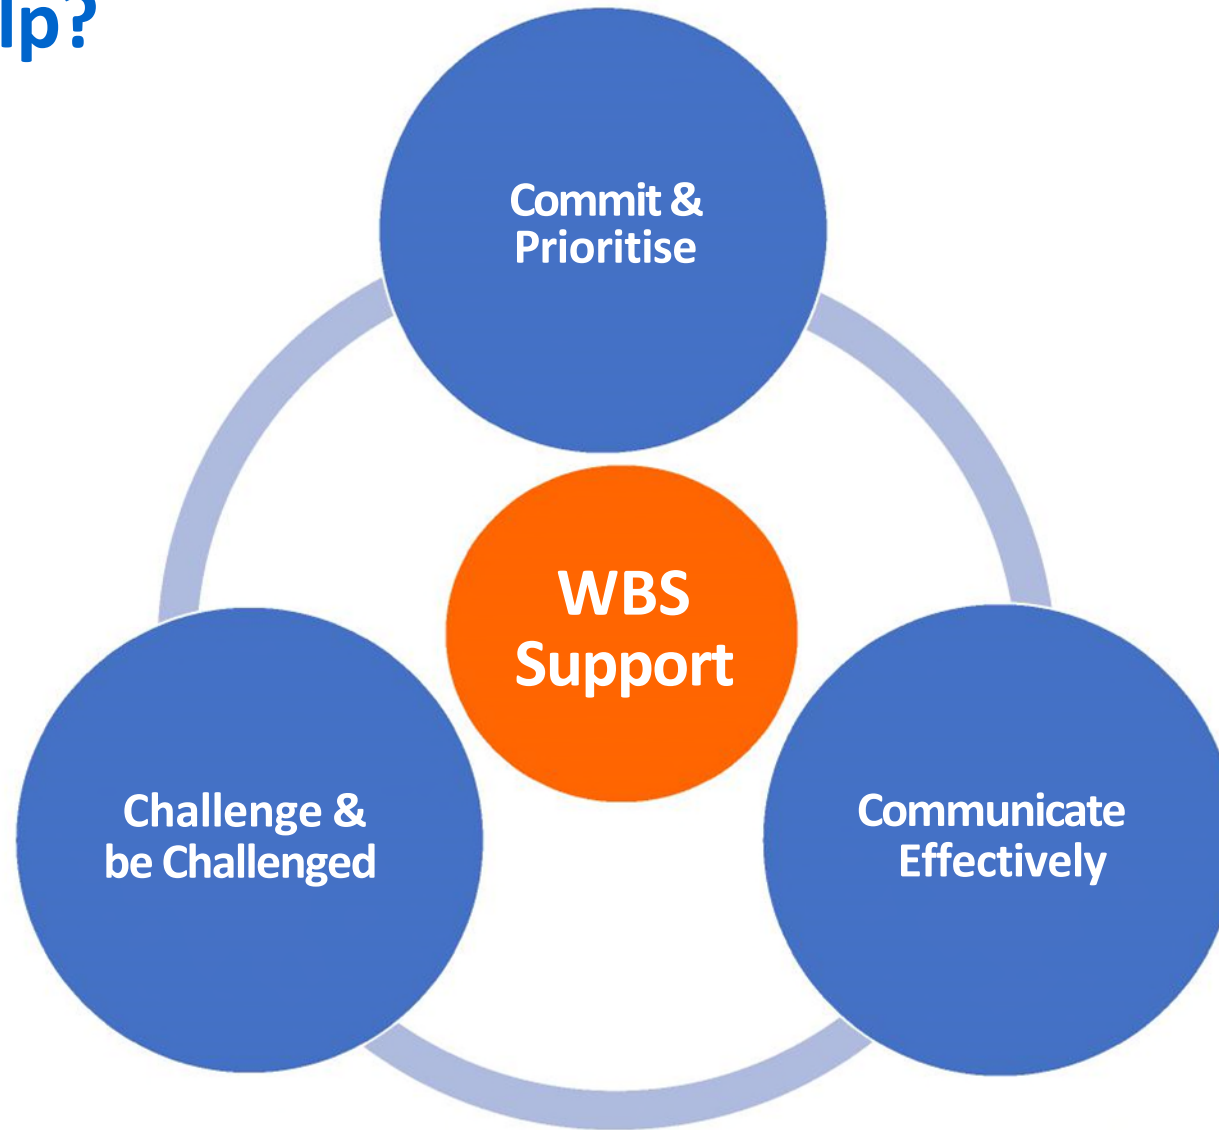 lp?
Commit &
Prioritise
WBS
Support
Challenge &
be Challenged
Communicate
Effectively